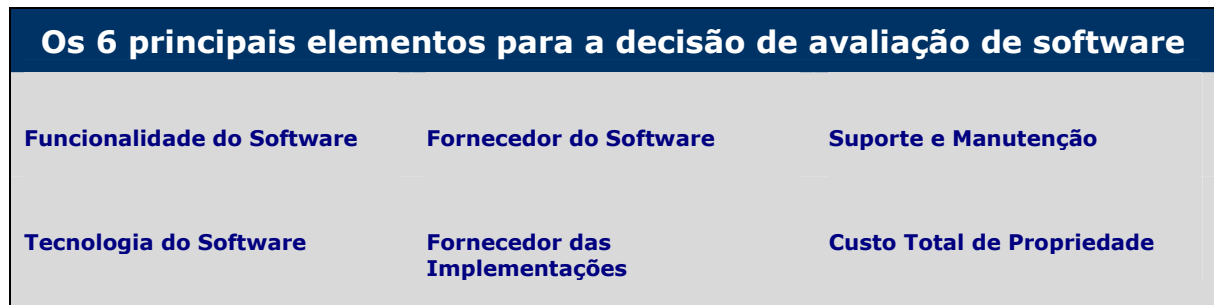 Os 6 principais elementos para a decisão de avaliação de software
Funcionalidade do Software
Fornecedor do Software
Suporte e Manutenção
Tecnologia do Software
Fornecedor das
Implementações
Custo Total de Propriedade